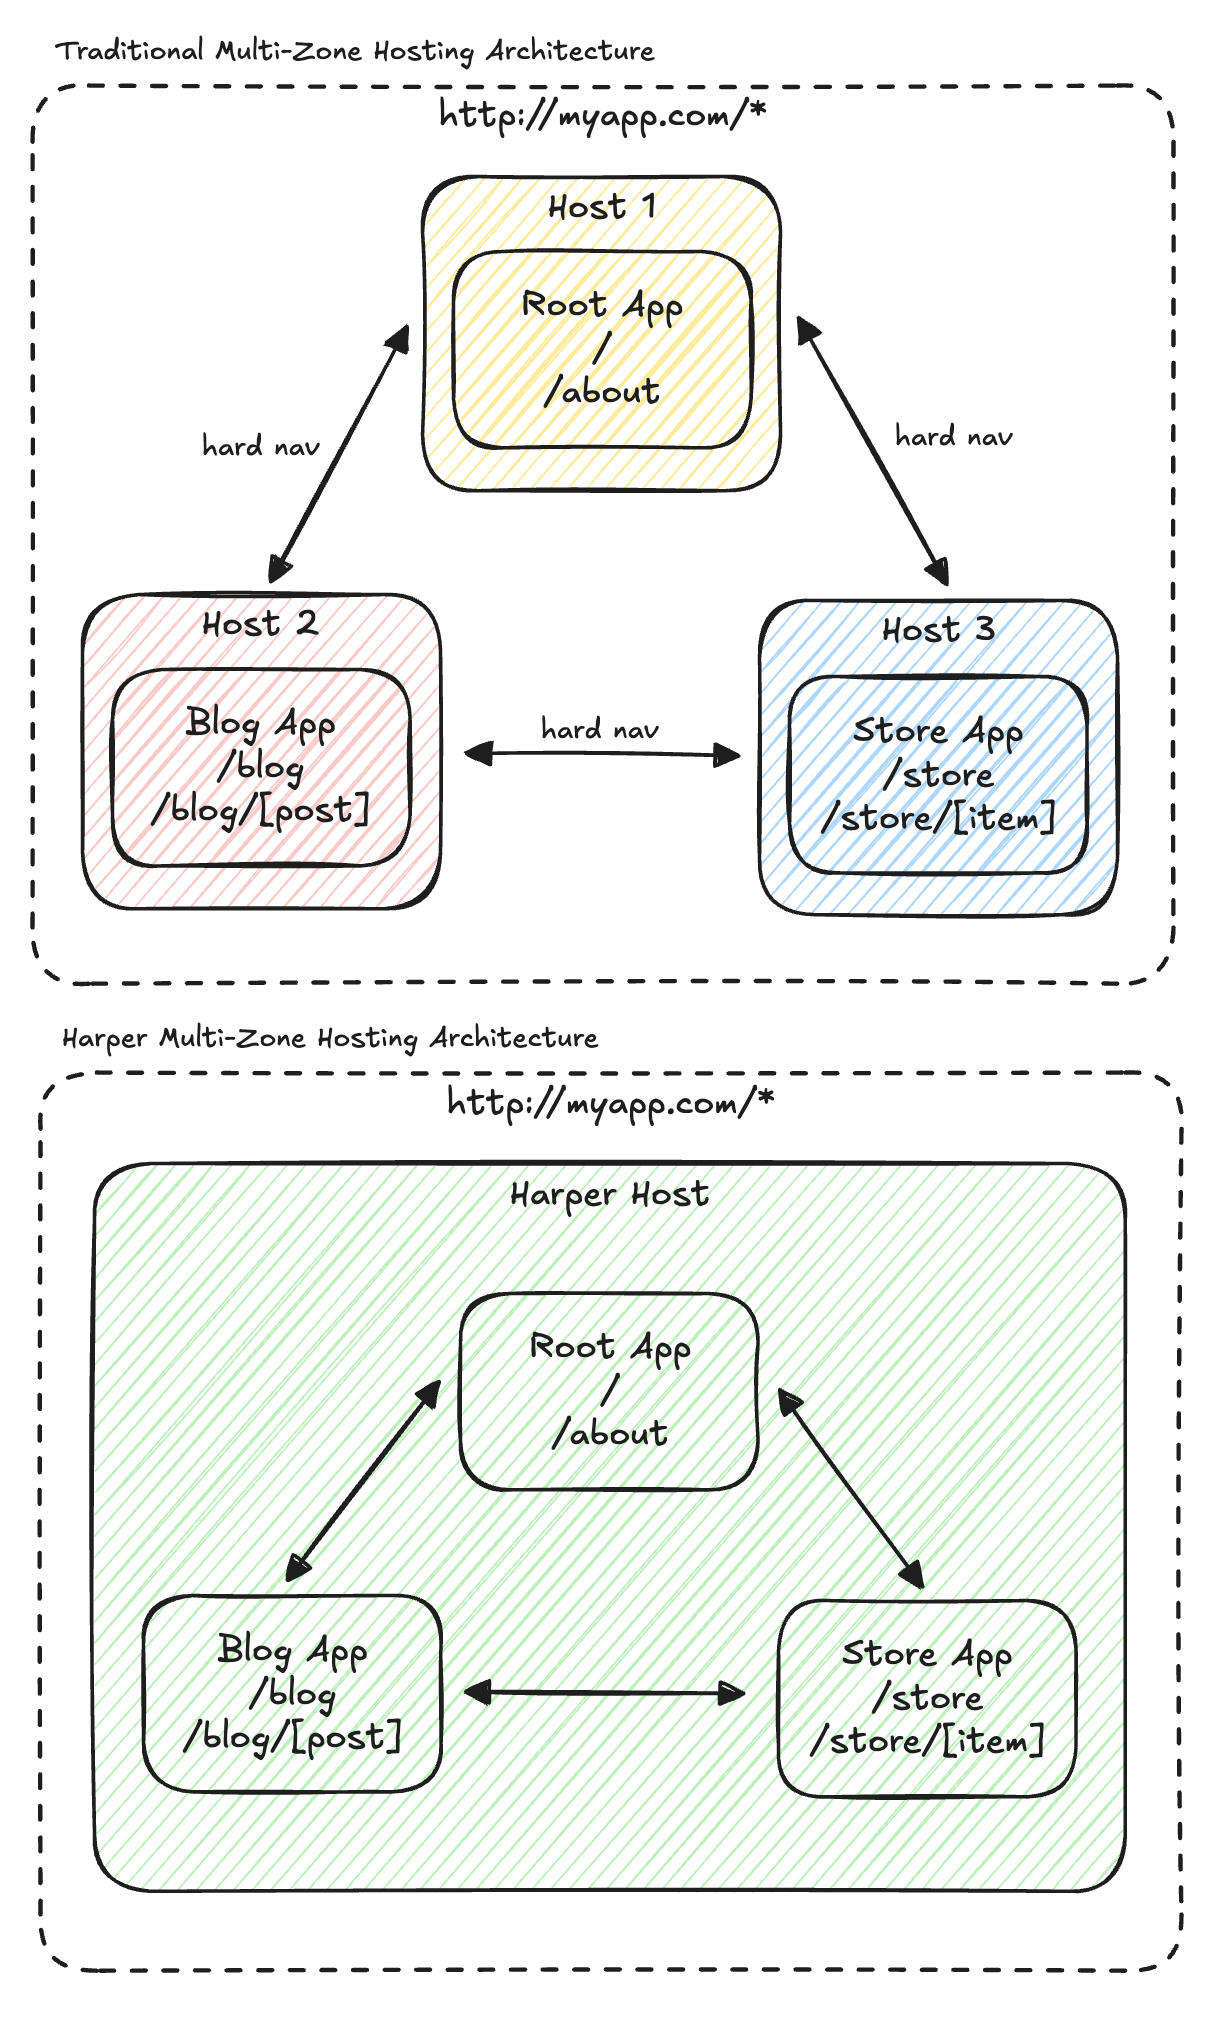 Traditional Multi-Zone Hosting Architecture
http://myapp.com/*
Host 1
Root App
/
/about
hard nav
hard nav
Host 2
Blog App
/blog
/blog/[post]
hard nav
Host 3
Store App
/store
/store/[item]
Harper Multi-Zone Hosting Architecture
http://myapp.com/*
Harper Host
Root App
/
/about
Blog App
/blog
/blog/[post]
Store App
/store
/store/[item]